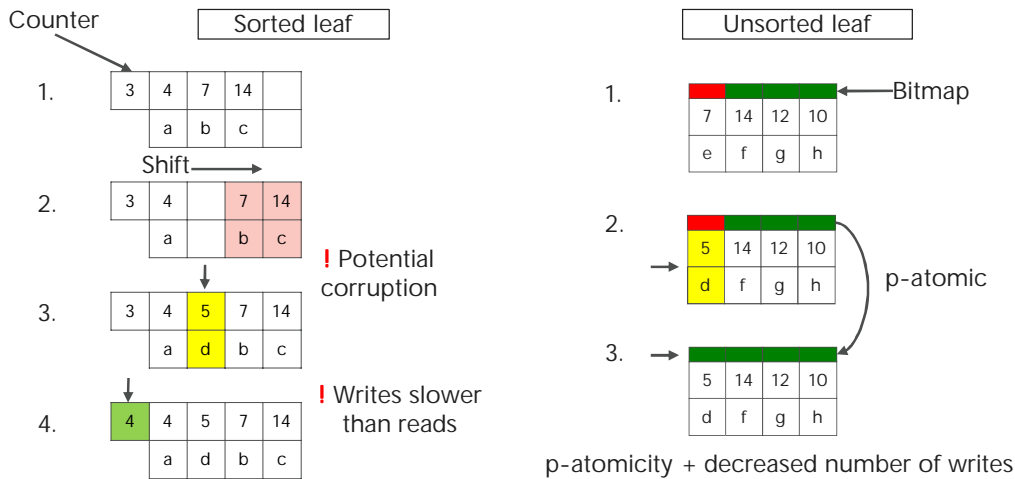 Counter
Sorted leaf
1.
3 4 7 14
a b c
Shift
2.
3 4 7 14
a b c
! Potential
corruption
3.
3 4 5 7 14
a d b c
! Writes slower
than reads
4.
4 4 5 7 14
a d b c
Unsorted leaf
1.
Bitmap
7 14 12 10
e f g h
2.
5 14 12 10
d f g h
p-atomic
3.
5 14 12 10
d f g h
p-atomicity + decreased number of writes